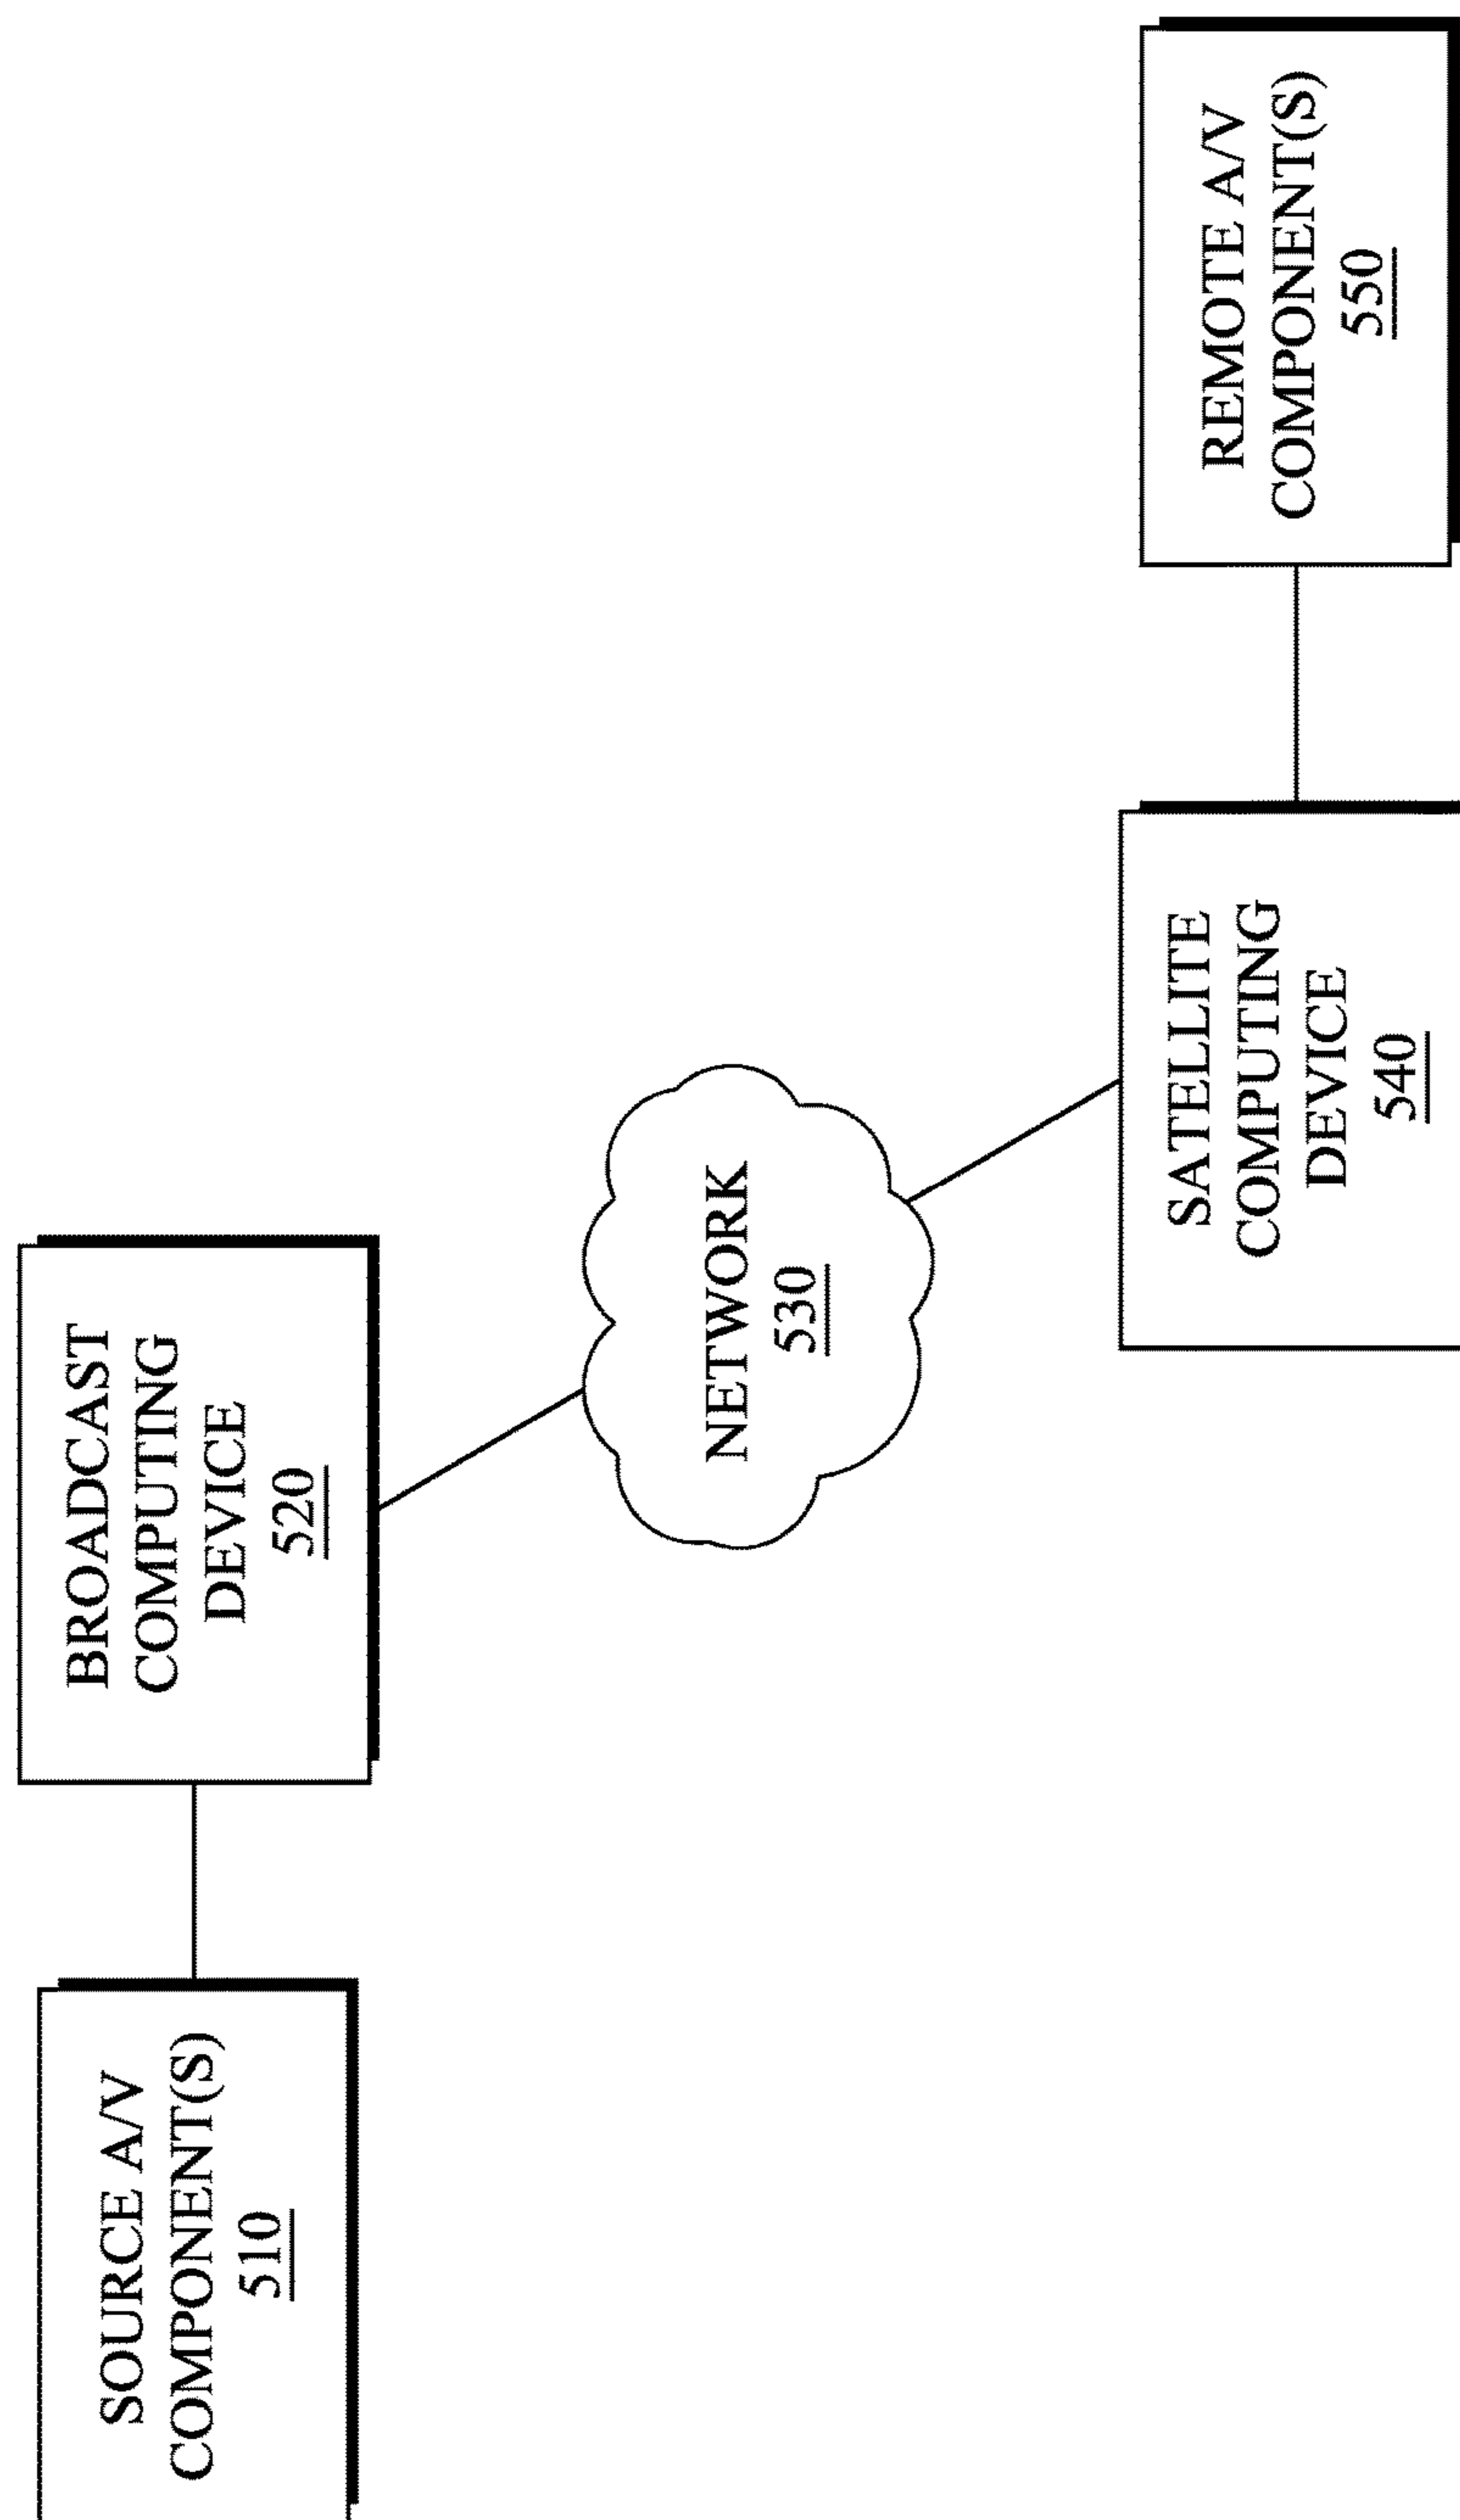 SOURCE A/V
COMPONENT(S)
510
BROADCAST
COMPUTING
DEVICE
520
NETWORK
530
SATELLITE
COMPUTING
DEVICE
540
REMOTE A/V
COMPONENT(S)
550